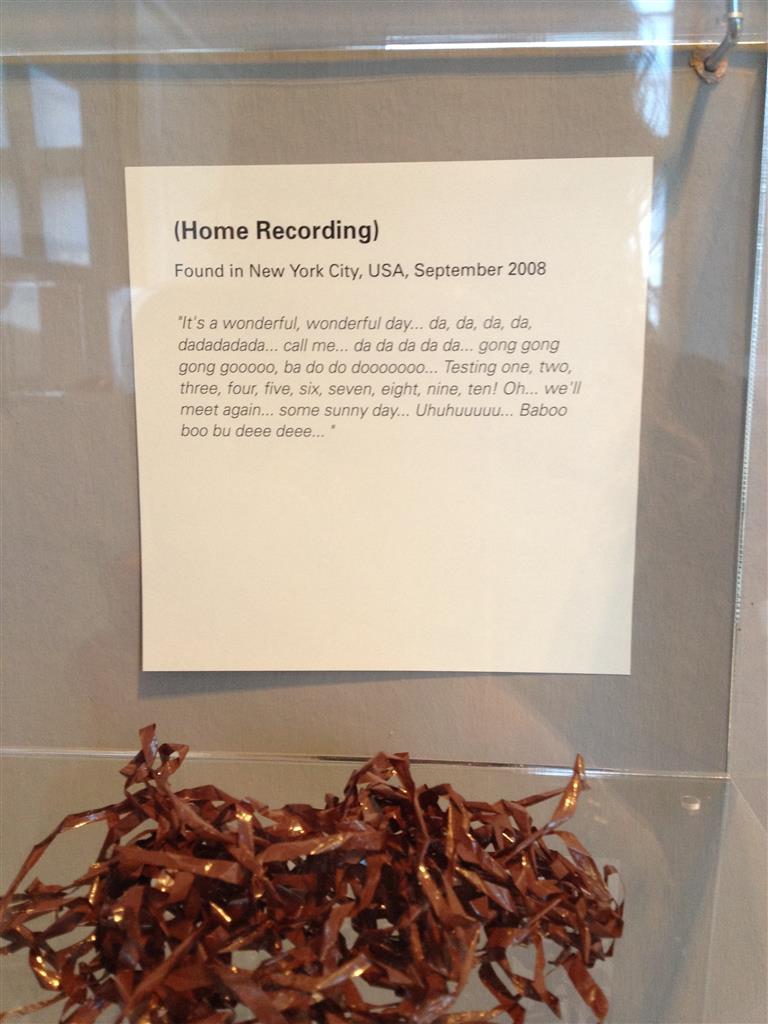 (Home Recording)
Found in New York City, USA, September 2008
"It's a wonderful, wonderful day... da, da, da, da,
dadadadada... call me... da da da da da... gong gong
gong gooooo, ba do do dooooooo... Testing one, two,
three, four, five, six, seven, eight, nine, ten! Oh... we'll
meet again... some sunny day... Uhuhuuuuu... Baboo
boo bu deee deee... "